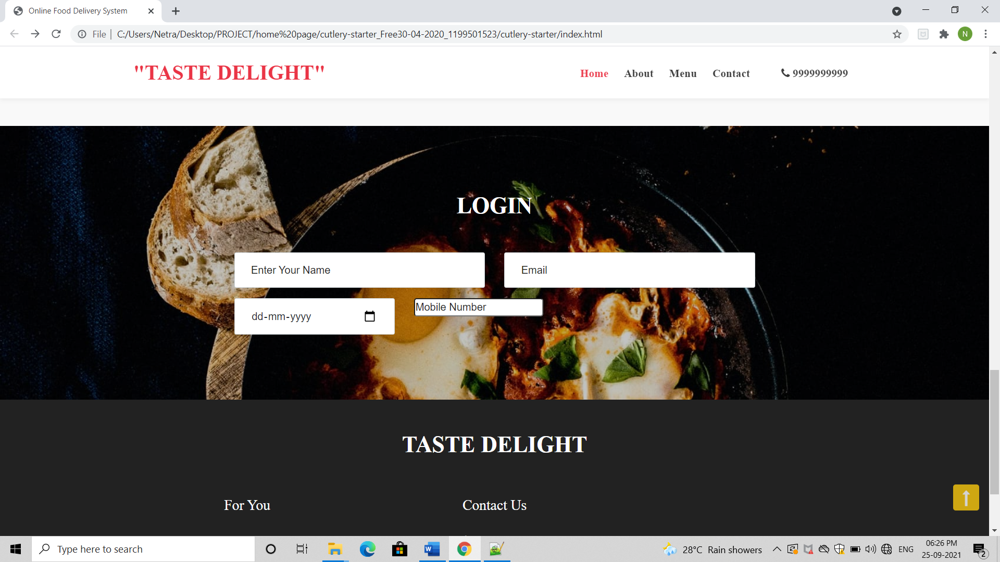 Online Food Delivery System
File | C:/Users/Netra/Desktop/PROJECT/home%20page/cutlery-starter_Free30-04-2020_1199501523/cutlery-starter/index.html
N
"TASTE DELIGHT" Home About Menu Contact 9999999999
LOGIN
Enter Your Name Email
dd-mm-yyyy Mobile Number
TASTE DELIGHT
For You Contact Us
Type here to search
28°C Rain showers ENG 06:26 PM
25-09-2021 2